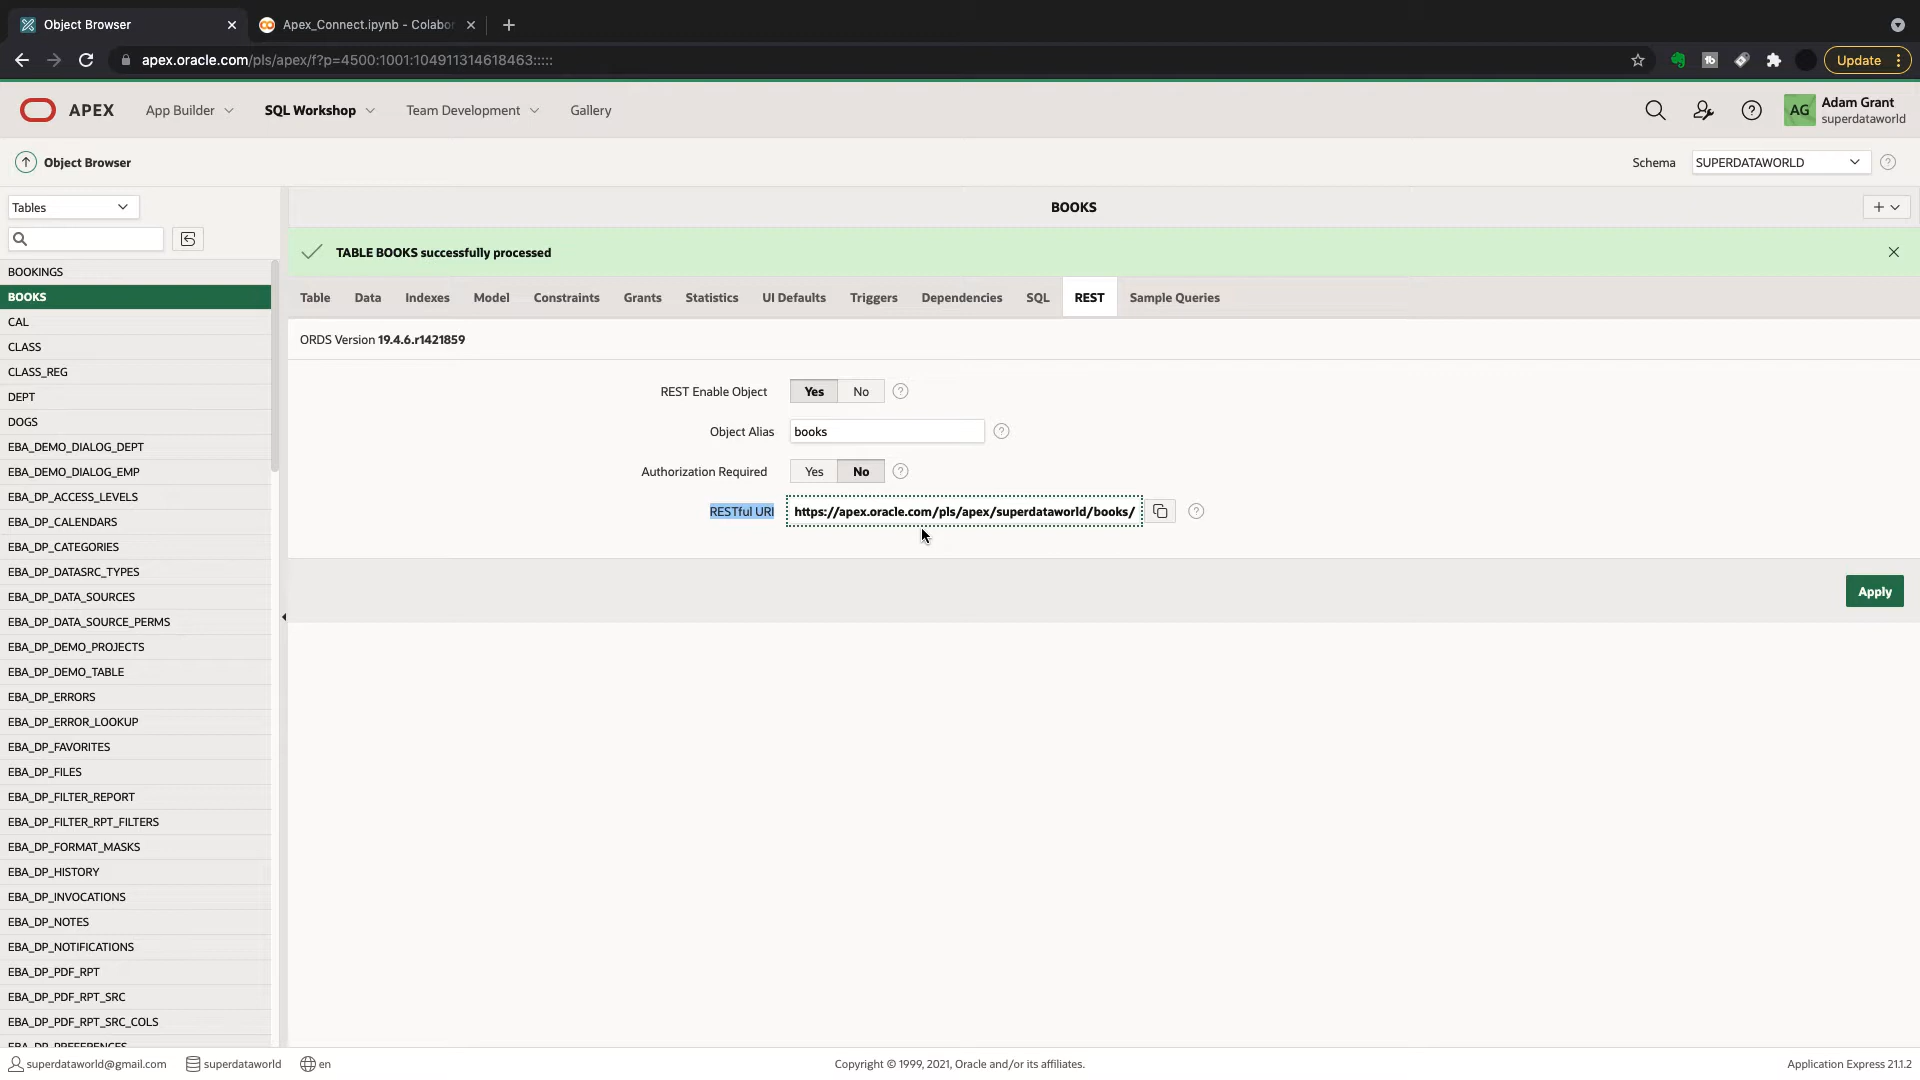 Object Browser
Apex_Connect.ipynb - Colabor
apex.oracle.com/pls/apex/f?p=4500:1001:104911314618463:::::
Update
APEX
App Builder
SQL Workshop
Team Development
Gallery
AG
Adam Grant
superdataworld
Object Browser
Schema
SUPERDATAWORLD
Tables
BOOKINGS
BOOKS
CAL
CLASS
CLASS_REG
DEPT
DOGS
EBA_DEMO_DIALOG_DEPT
EBA_DEMO_DIALOG_EMP
EBA_DP_ACCESS_LEVELS
EBA_DP_CALENDARS
EBA_DP_CATEGORIES
EBA_DP_DATASRC_TYPES
EBA_DP_DATA_SOURCES
EBA_DP_DATA_SOURCE_PERMS
EBA_DP_DEMO_PROJECTS
EBA_DP_DEMO_TABLE
EBA_DP_ERRORS
EBA_DP_ERROR_LOOKUP
EBA_DP_FAVORITES
EBA_DP_FILES
EBA_DP_FILTER_REPORT
EBA_DP_FILTER_RPT_FILTERS
EBA_DP_FORMAT_MASKS
EBA_DP_HISTORY
EBA_DP_INVOCATIONS
EBA_DP_NOTES
EBA_DP_NOTIFICATIONS
EBA_DP_PDF_RPT
EBA_DP_PDF_RPT_SRC
EBA_DP_PDF_RPT_SRC_COLS
EBA_DP_PREFERENCES
BOOKS
TABLE BOOKS successfully processed
Table Data Indexes Model Constraints Grants Statistics UI Defaults Triggers Dependencies SQL REST Sample Queries
ORDS Version 19.4.6.r1421859
REST Enable Object Yes No
Object Alias books
Authorization Required Yes No
RESTful URI https://apex.oracle.com/pls/apex/superdataworld/books/
Apply
superdataworld@gmail.com superdataworld en
Copyright © 1999, 2021, Oracle and/or its affiliates.
Application Express 21.1.2